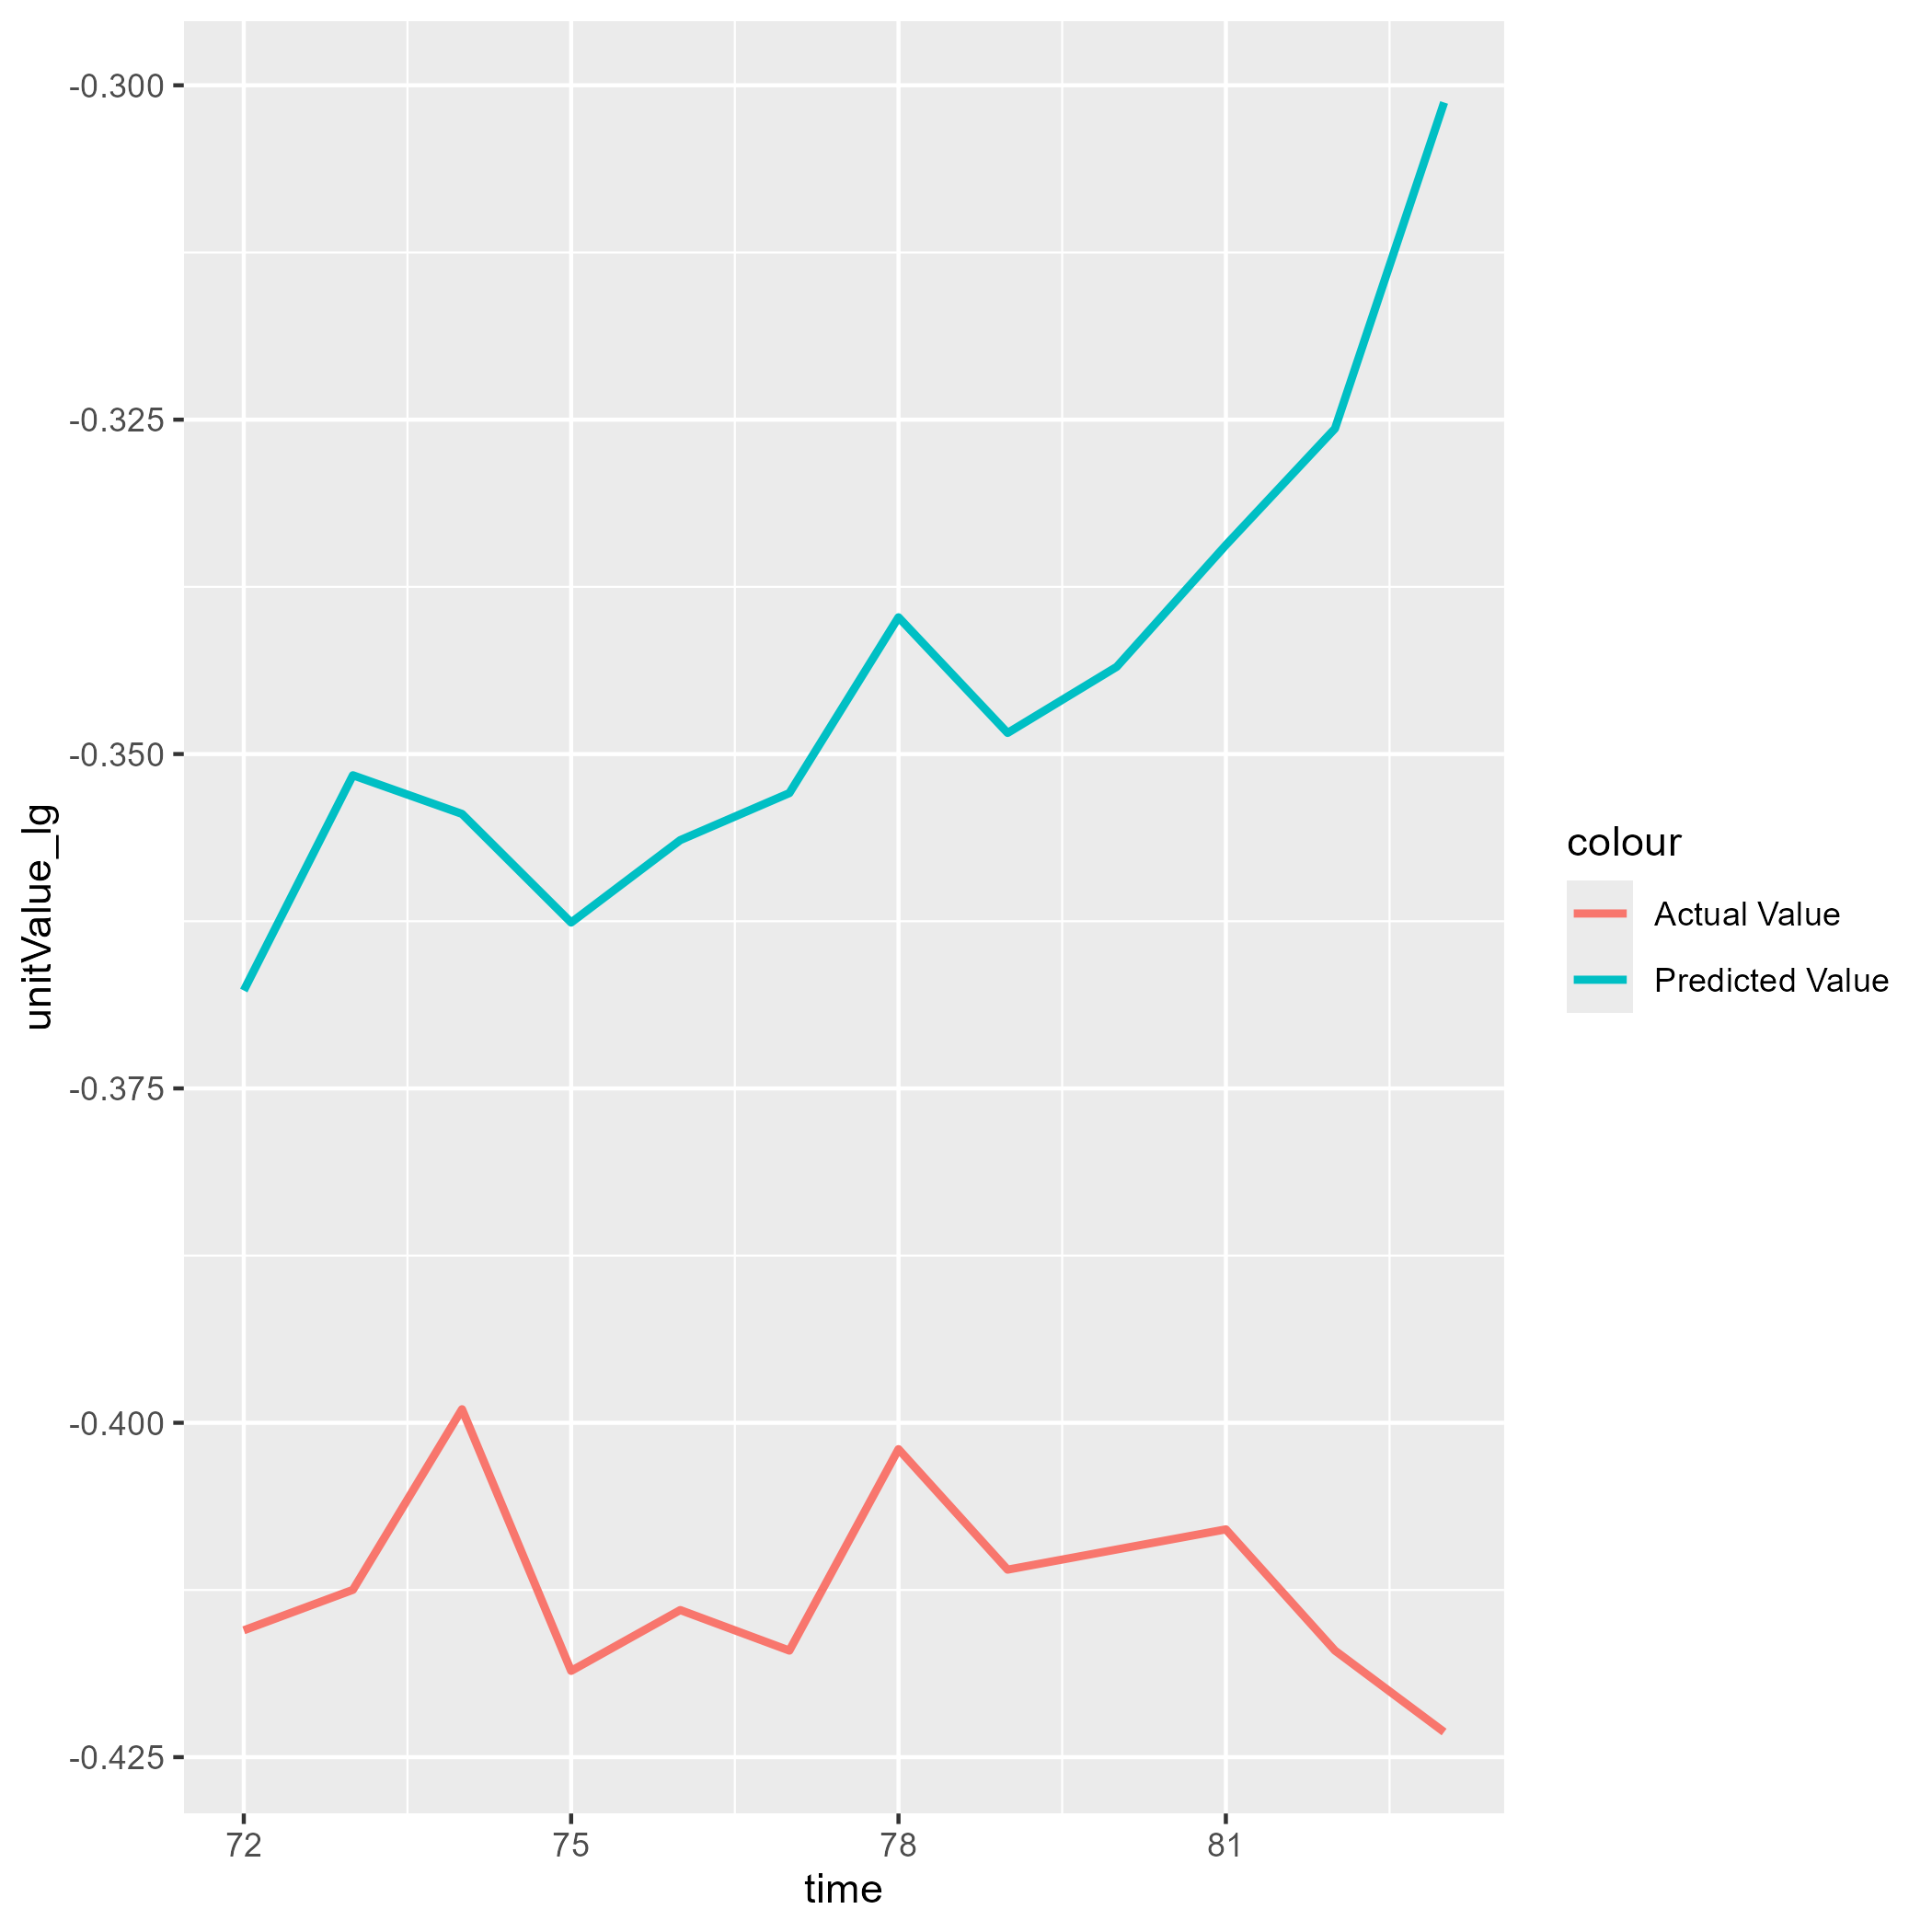 -0.300
-0.325
-0.350
-0.375
-0.400
-0.425
unitValue_lg
72 75 78 81
time
colour
Actual Value
Predicted Value